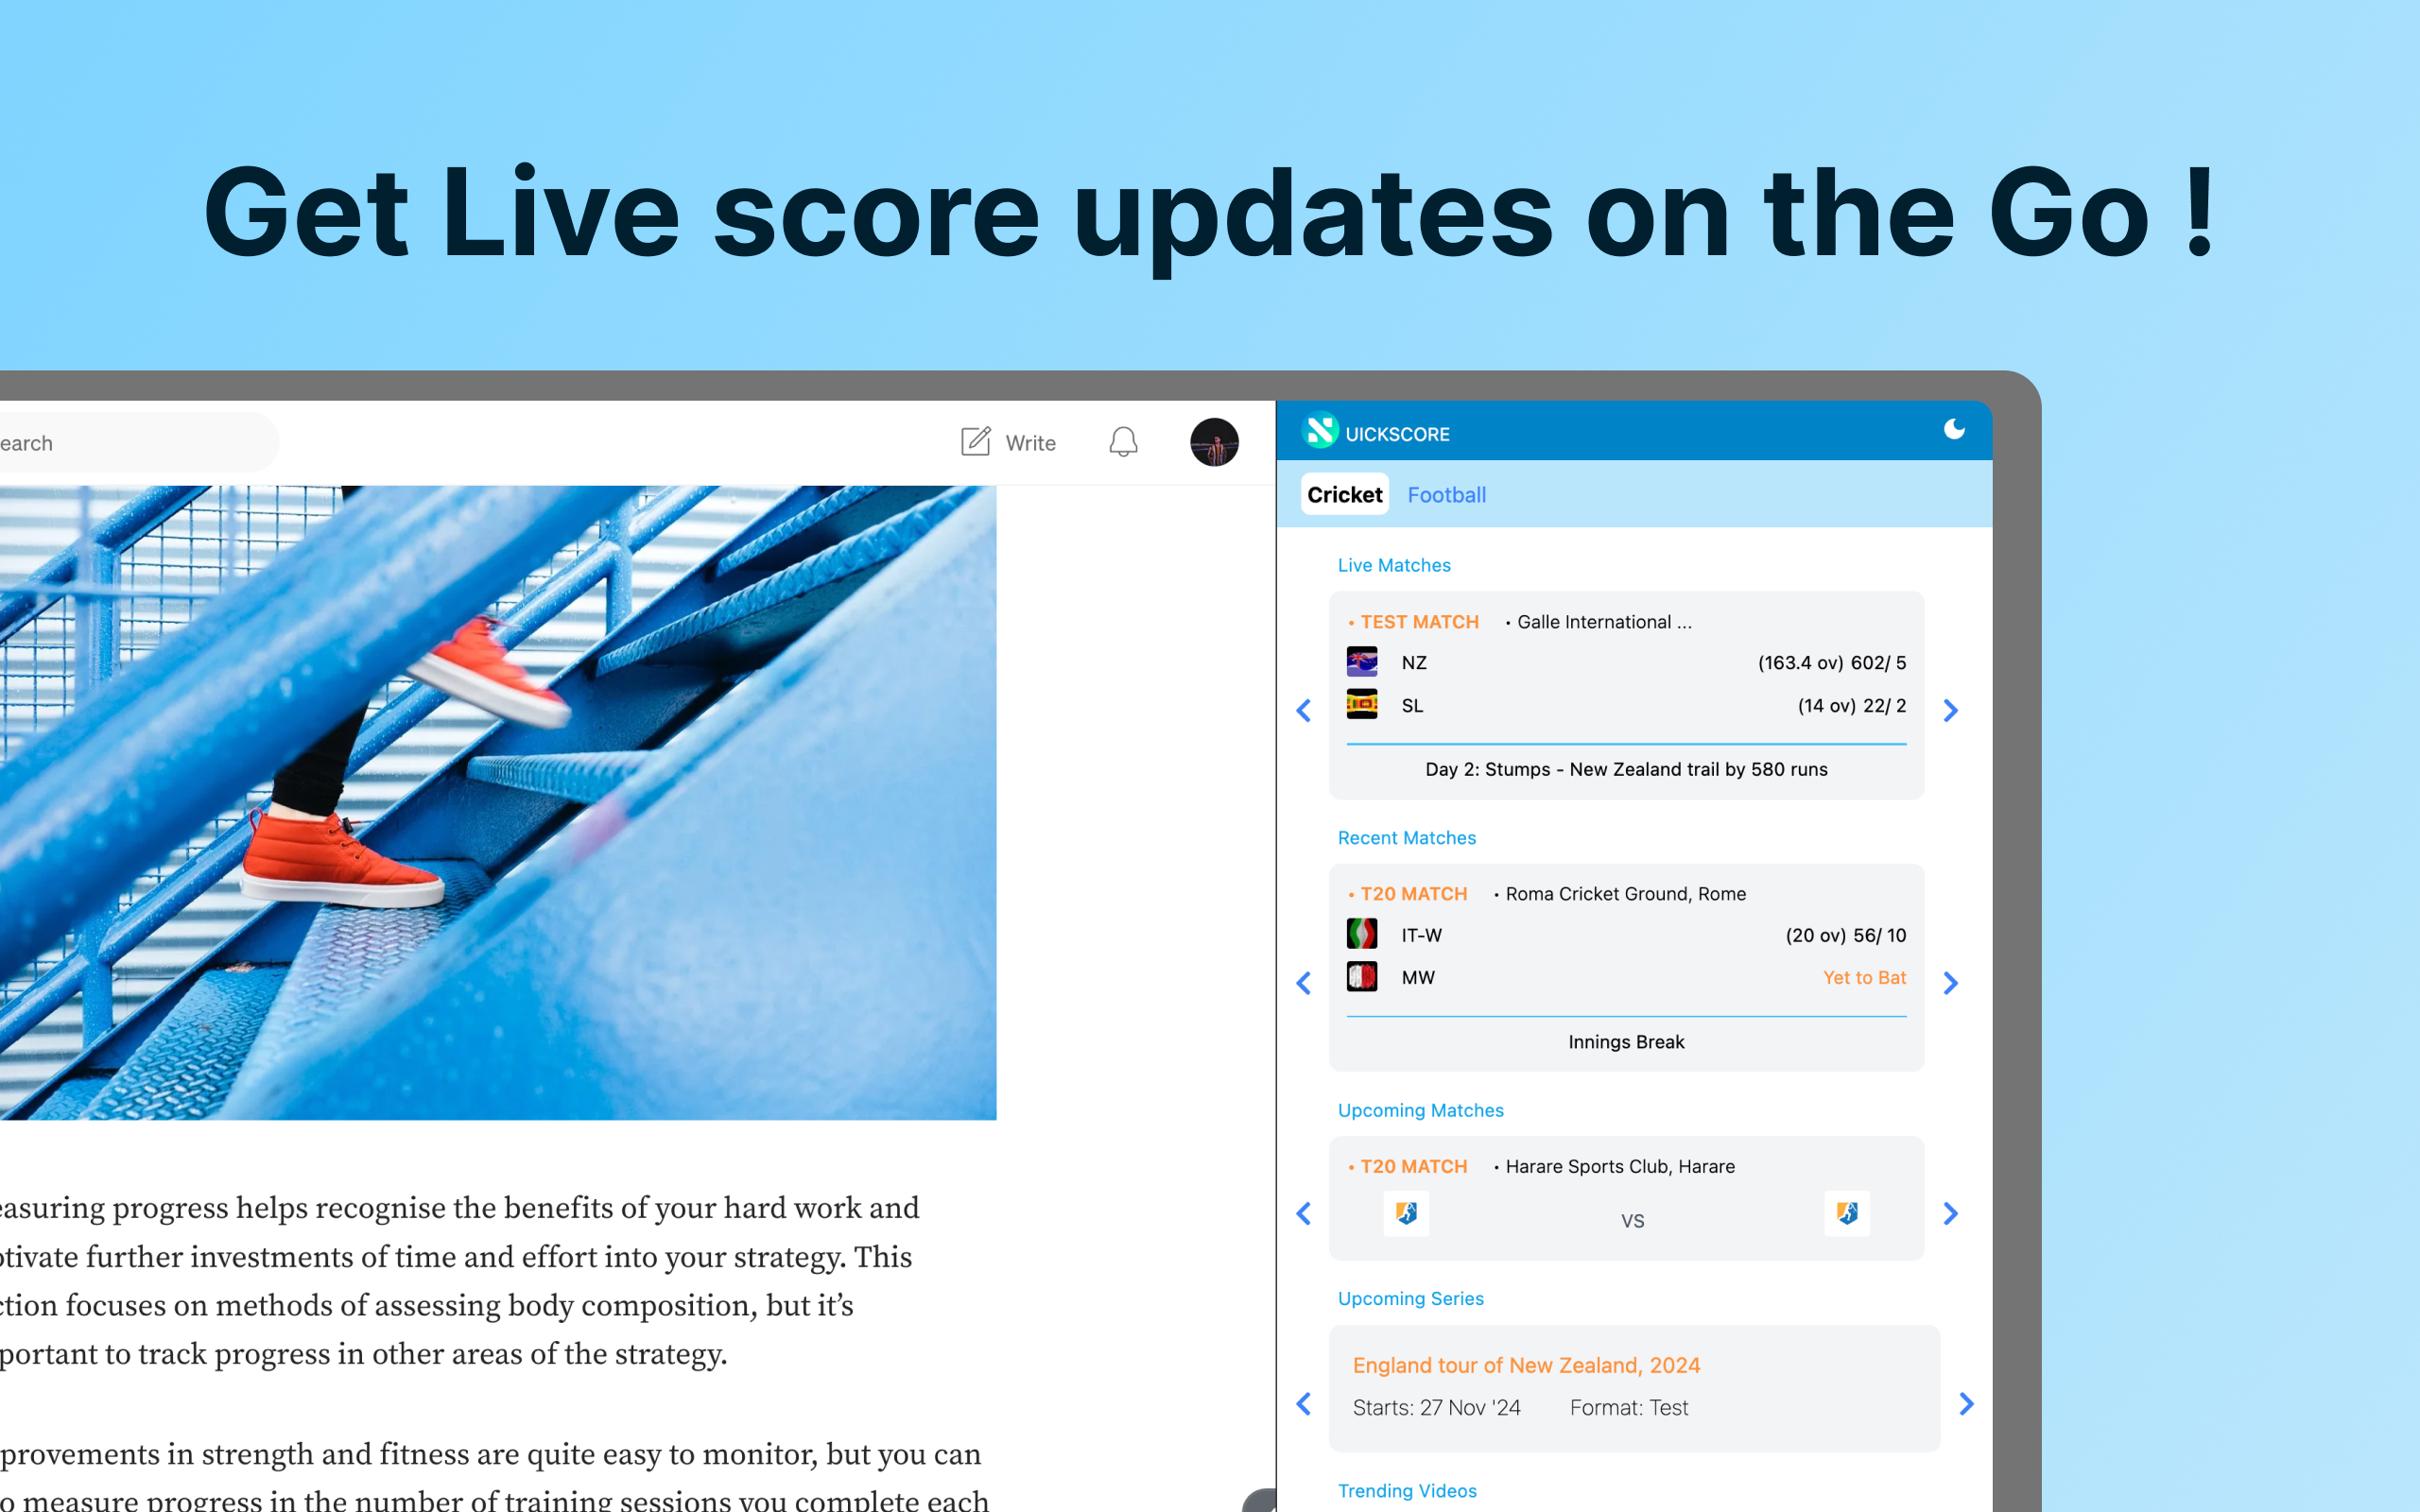 Get Live score updates on the Go !
earch
Write
UICKSCORE
Cricket Football
Live Matches
• TEST MATCH • Galle International ...
NZ (163.4 ov) 602/ 5
SL (14 ov) 22/ 2
Day 2: Stumps - New Zealand trail by 580 runs
Recent Matches
• T20 MATCH • Roma Cricket Ground, Rome
IT-W (20 ov) 56/ 10
MW Yet to Bat
Innings Break
Upcoming Matches
• T20 MATCH • Harare Sports Club, Harare
VS
Upcoming Series
England tour of New Zealand, 2024
Starts: 27 Nov '24 Format: Test
Trending Videos
easuring progress helps recognise the benefits of your hard work and
otivate further investments of time and effort into your strategy. This
ction focuses on methods of assessing body composition, but it’s
portant to track progress in other areas of the strategy.
provements in strength and fitness are quite easy to monitor, but you can
o measure progress in the number of training sessions you complete each